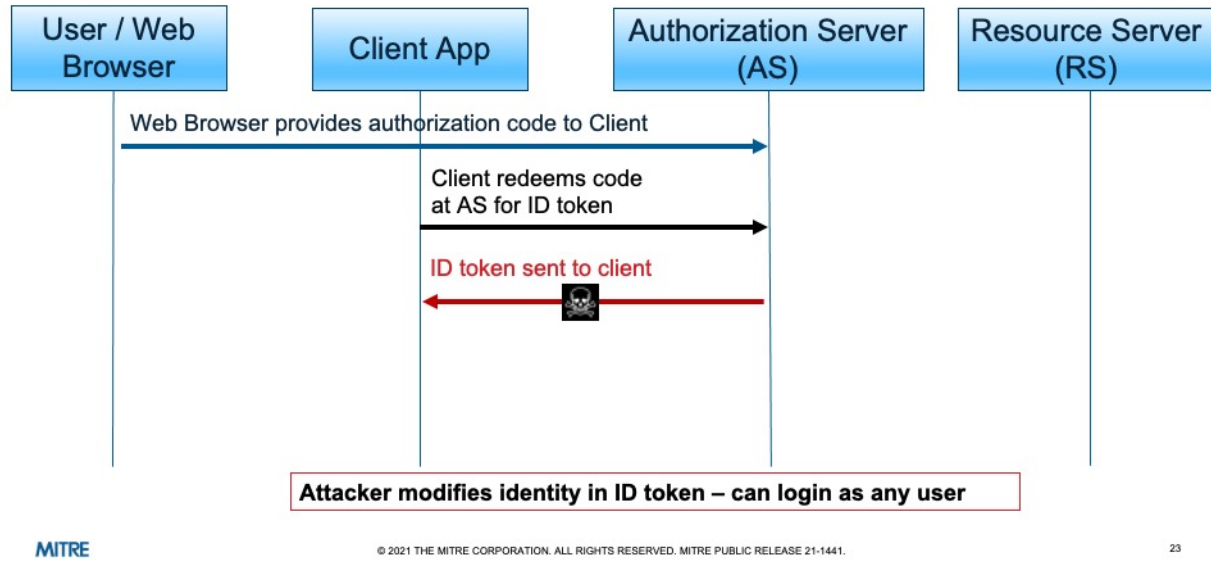 User / Web
Browser
Client App
Authorization Server
(AS)
Resource Server
(RS)
Web Browser provides authorization code to Client
Client redeems code
at AS for ID token
ID token sent to client
Attacker modifies identity in ID token – can login as any user
MITRE
© 2021 THE MITRE CORPORATION. ALL RIGHTS RESERVED. MITRE PUBLIC RELEASE 21-1441.
23